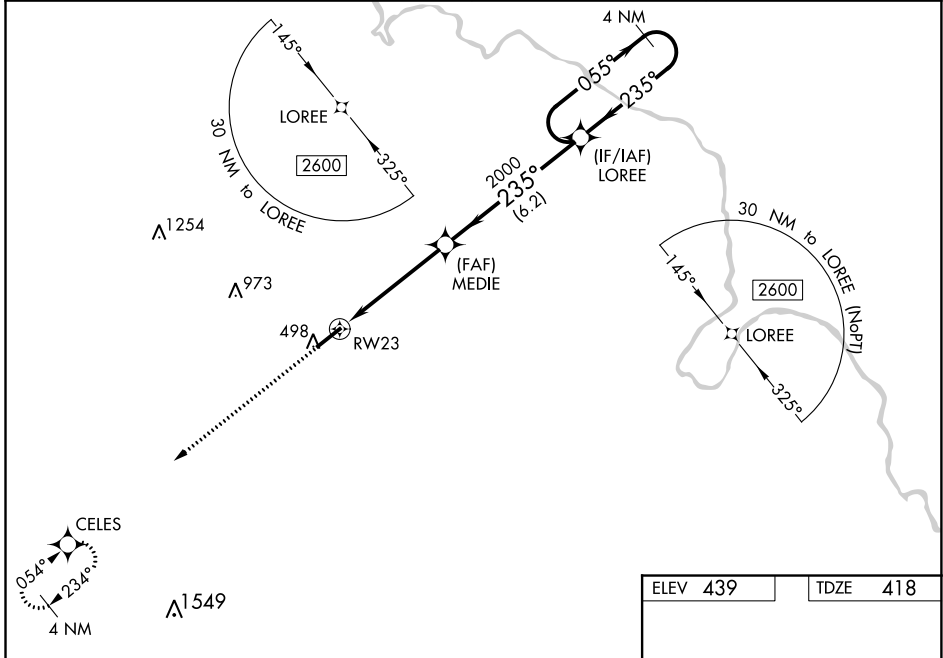 4 NM
055°
235°
(IF/IAF)
LOREE
145°
LOREE
2600
325°
30 NM to LOREE
2000
235°
(6.2)
(FAF)
MEDIE
1254
973
498
RW23
30 NM to LOREE (NoPT)
145°
2600
LOREE
325°
CELES
054°
234°
4 NM
1549
ELEV 439
TDZE 418